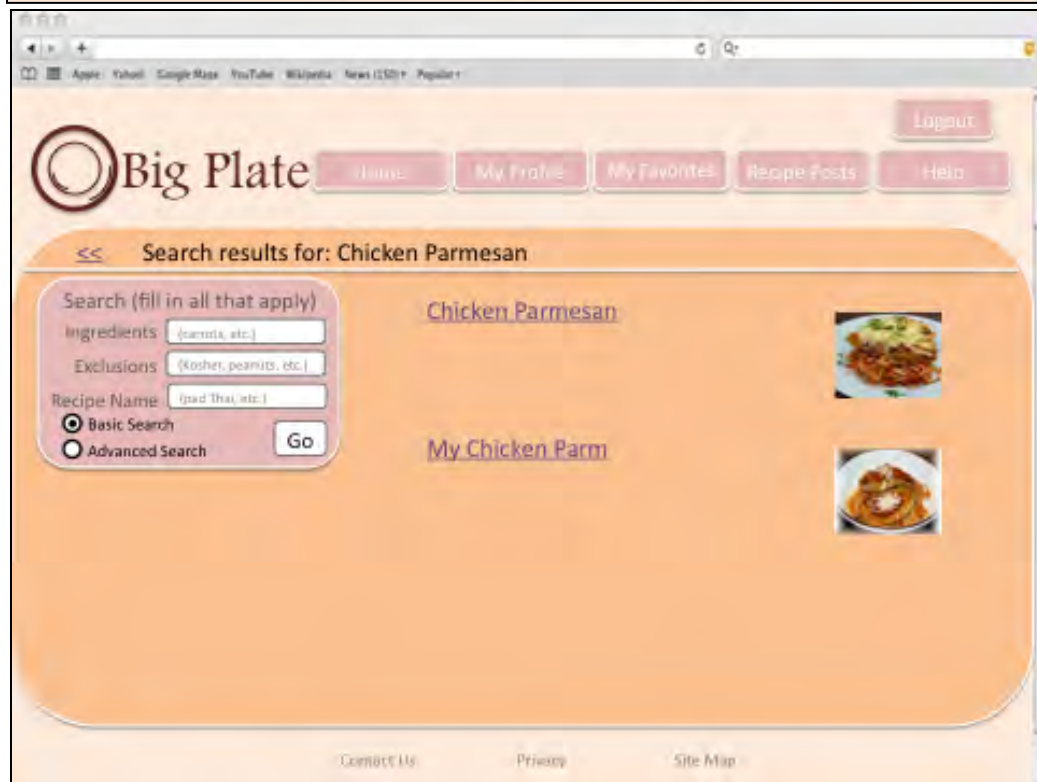 Apple Yahoo! Google Maps YouTube Wikipedia News (150) Popular
Logout
Big Plate Home My Profile My Favorites Recipe Posts Help
<< Search results for: Chicken Parmesan
Search (fill in all that apply)
Ingredients (carrots, etc.)
Exclusions (Kosher, peanuts, etc.)
Recipe Name (pad Thai, etc.)
Basic Search
Advanced Search
Go
Chicken Parmesan
My Chicken Parm
Contact Us Privacy Site Map